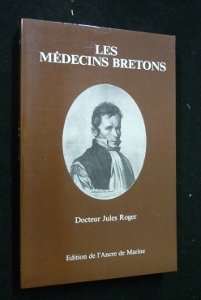 LES
MÉDECINS BRETONS
Docteur Jules Roger
Edition de l'Ancre de Marine